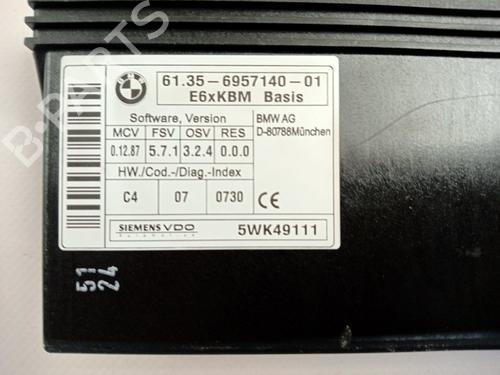 B-PARTS
BMW
61.35-6957140-01
E6xKBM Basis
Software, Version
MCV FSV OSV RES
0.12.87 5.7.1 3.2.4 0.0.0
HW./Cod.-/Diag.-Index
C4 07 0730
BMW AG
D-80788München
CE
SIEMENS VDO
Automotive
5WK49111
51
24